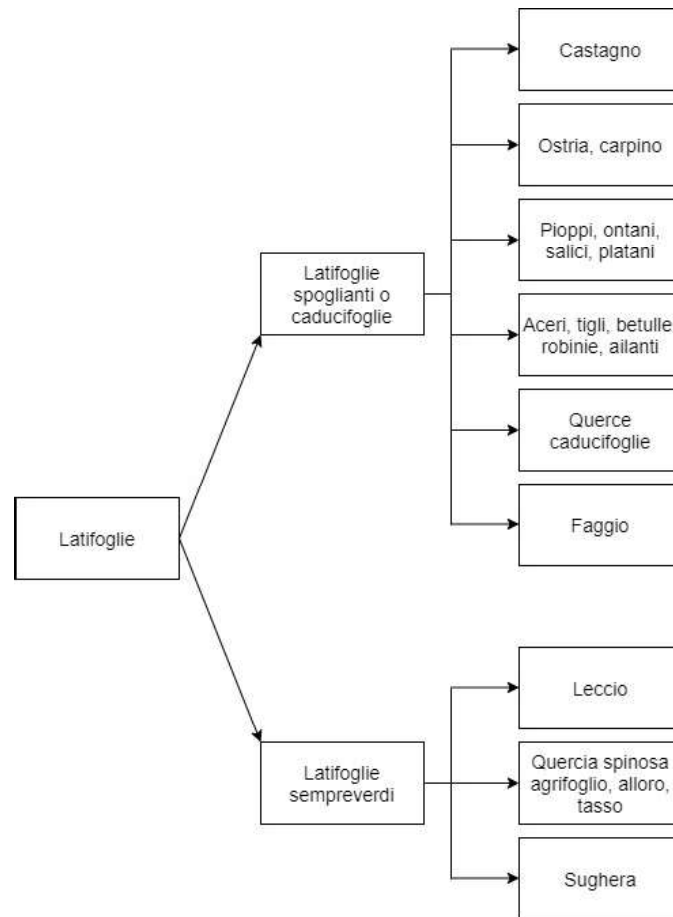 Castagno
Ostria, carpino
Pioppi, ontani,
salici, platani
Latifoglie
spoglianti o
caducifoglie
Aceri, tigli, betulle,
robinie, ailanti
Querce
caducifoglie
Faggio
Latifoglie
Leccio
Latifoglie
sempreverdi
Quercia spinosa
agrifoglio, alloro,
tasso
Sughera